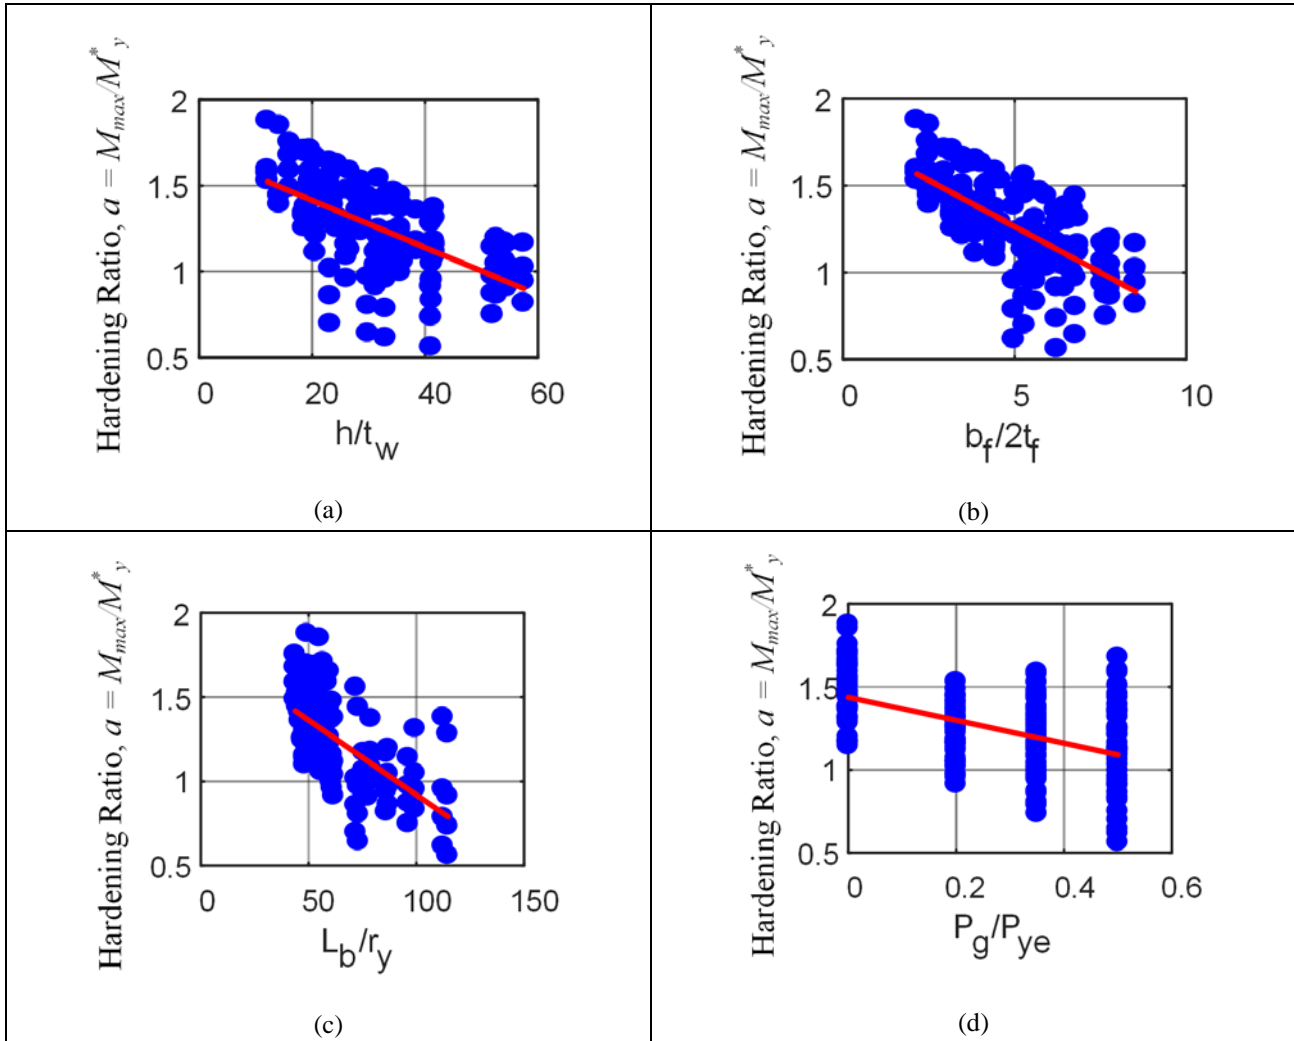 Hardening Ratio, a = M_max/M*_y
2
1.5
1
0.5
0 20 40 60
h/t_w
(a)
Hardening Ratio, a = M_max/M*_y
2
1.5
1
0.5
0 5 10
b_f/2t_f
(b)
Hardening Ratio, a = M_max/M*_y
2
1.5
1
0.5
0 50 100 150
L_b/r_y
(c)
Hardening Ratio, a = M_max/M*_y
2
1.5
1
0.5
0 0.2 0.4 0.6
P_g/P_ye
(d)